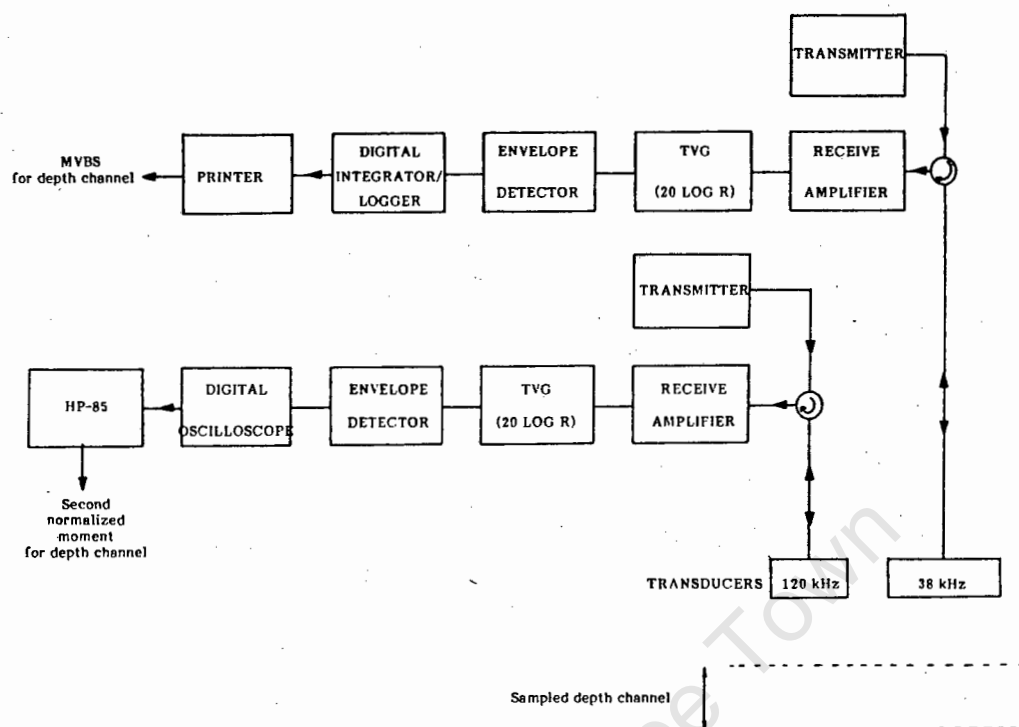 TRANSMITTER
MVBS
for depth channel
PRINTER
DIGITAL
INTEGRATOR/
LOGGER
ENVELOPE
DETECTOR
TVG
(20 LOG R)
RECEIVE
AMPLIFIER
TRANSMITTER
HP-85
DIGITAL
OSCILLOSCOPE
ENVELOPE
DETECTOR
TVG
(20 LOG R)
RECEIVE
AMPLIFIER
Second
normalized
moment
for depth channel
TRANSDUCERS
120 kHz
38 kHz
Sampled depth channel
Town